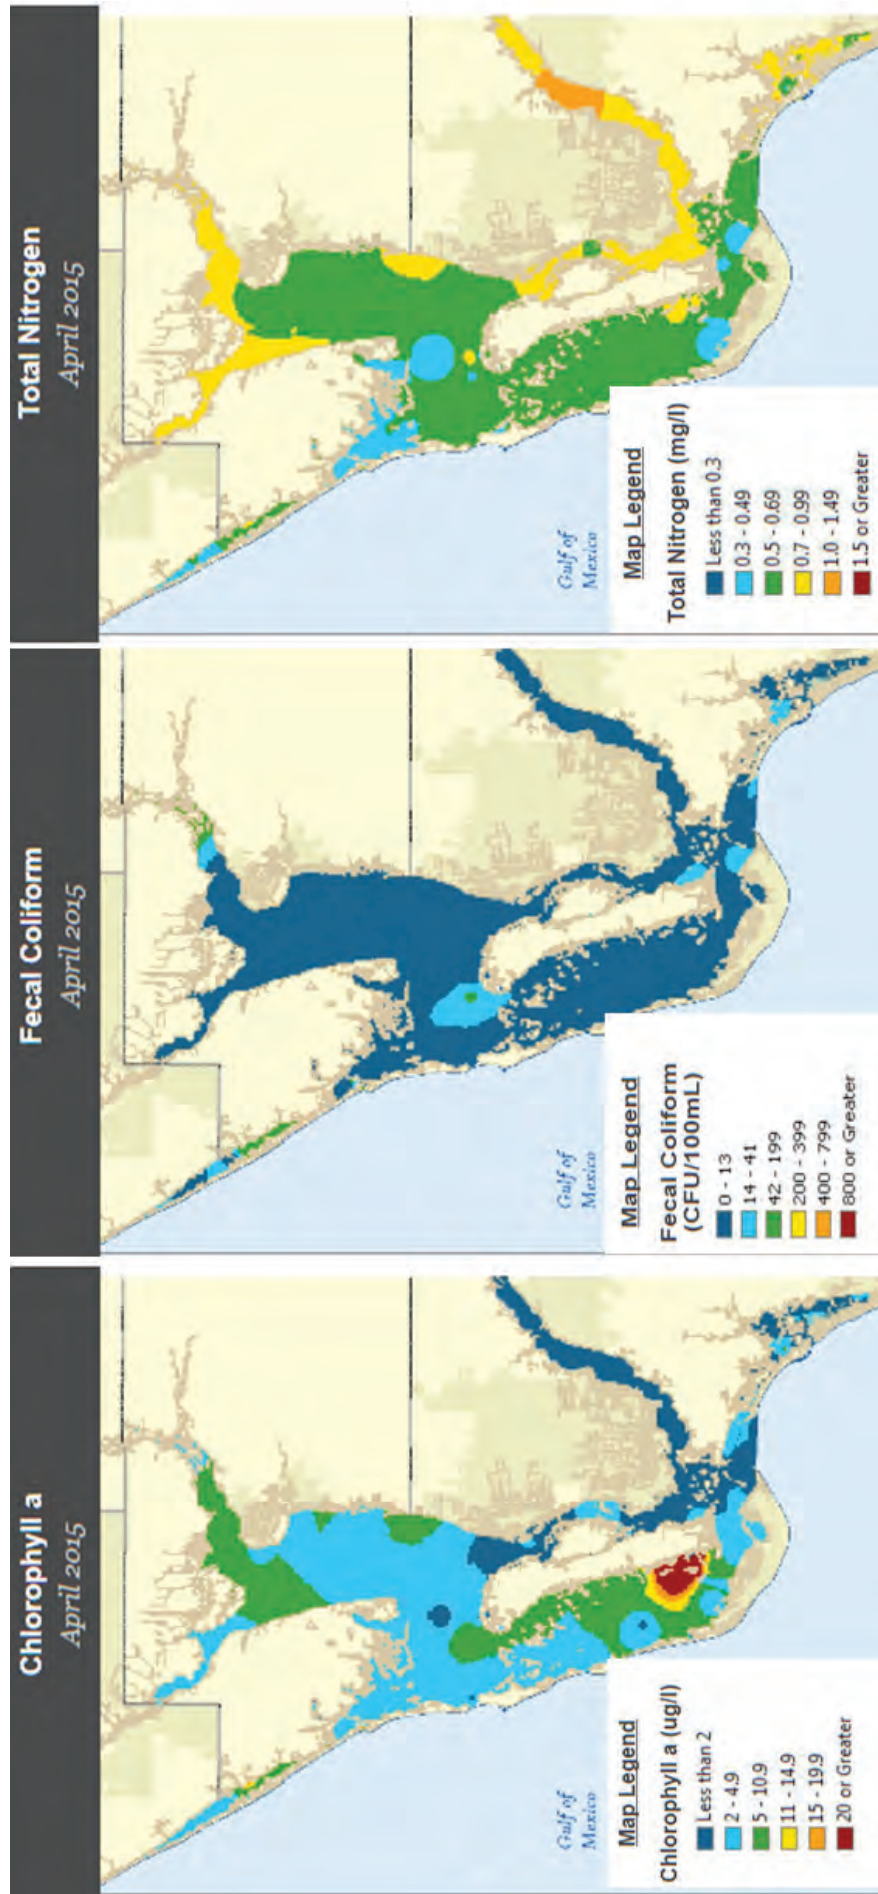 Chlorophyll a
April 2015
Gulf of
Mexico
Map Legend
Chlorophyll a (ug/l)
Less than 2
2 - 4.9
5 - 10.9
11 - 14.9
15 - 19.9
20 or Greater
Fecal Coliform
April 2015
Gulf of
Mexico
Map Legend
Fecal Coliform
(CFU/100mL)
0 - 13
14 - 41
42 - 199
200 - 399
400 - 799
800 or Greater
Total Nitrogen
April 2015
Gulf of
Mexico
Map Legend
Total Nitrogen (mg/l)
Less than 0.3
0.3 - 0.49
0.5 - 0.69
0.7 - 0.99
1.0 - 1.49
1.5 or Greater